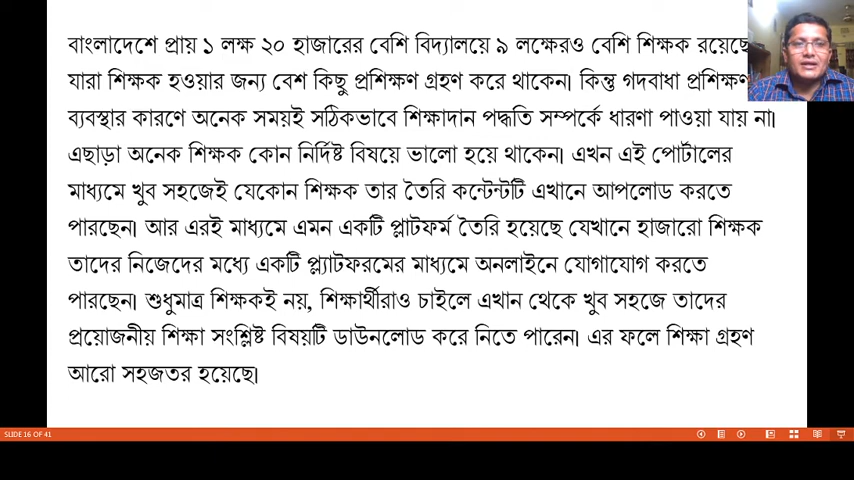 বাংলাদেশে প্রায় ১ লক্ষ ২০ হাজারের বেশি বিদ্যালয়ে ৯ লক্ষেরও বেশি শিক্ষক রয়েছে
যারা শিক্ষক হওয়ার জন্য বেশ কিছু প্রশিক্ষণ গ্রহণ করে থাকেন। কিন্তু গদবাধা প্রশিক্ষণ
ব্যবস্থার কারণে অনেক সময়ই সঠিকভাবে শিক্ষাদান পদ্ধতি সম্পর্কে ধারণা পাওয়া যায় না।
এছাড়া অনেক শিক্ষক কোন নির্দিষ্ট বিষয়ে ভালো হয়ে থাকেন। এখন এই পোর্টালের
মাধ্যমে খুব সহজেই যেকোন শিক্ষক তার তৈরি কন্টেন্টটি এখানে আপলোড করতে
পারছেন। আর এরই মাধ্যমে এমন একটি প্লাটফর্ম তৈরি হয়েছে যেখানে হাজারো শিক্ষক
তাদের নিজেদের মধ্যে একটি প্ল্যাটফরমের মাধ্যমে অনলাইনে যোগাযোগ করতে
পারছেন। শুধুমাত্র শিক্ষকই নয়, শিক্ষার্থীরাও চাইলে এখান থেকে খুব সহজে তাদের
প্রয়োজনীয় শিক্ষা সংশ্লিষ্ট বিষয়টি ডাউনলোড করে নিতে পারেন। এর ফলে শিক্ষা গ্রহণ
আরো সহজতর হয়েছে।
SLIDE 16 OF 41